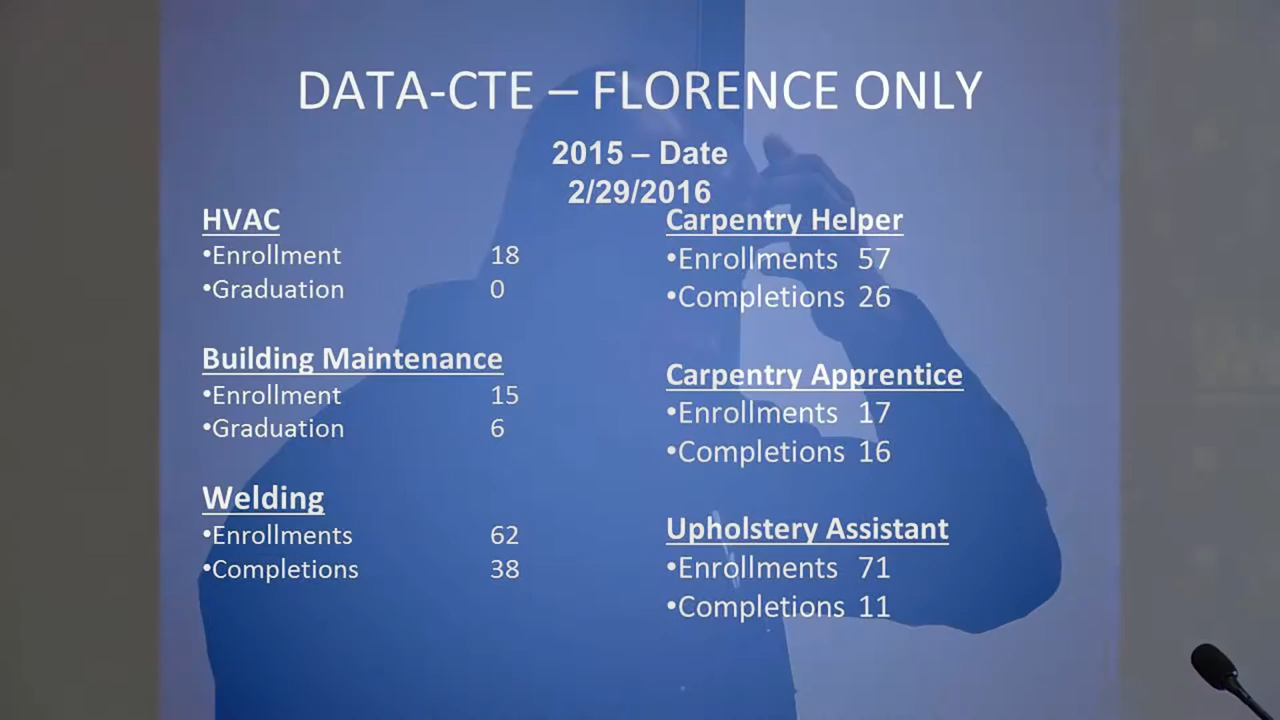 DATA-CTE – FLORENCE ONLY
2015 – Date
2/29/2016
HVAC
•Enrollment 18
•Graduation 0
Building Maintenance
•Enrollment 15
•Graduation 6
Welding
•Enrollments 62
•Completions 38
Carpentry Helper
•Enrollments 57
•Completions 26
Carpentry Apprentice
•Enrollments 17
•Completions 16
Upholstery Assistant
•Enrollments 71
•Completions 11